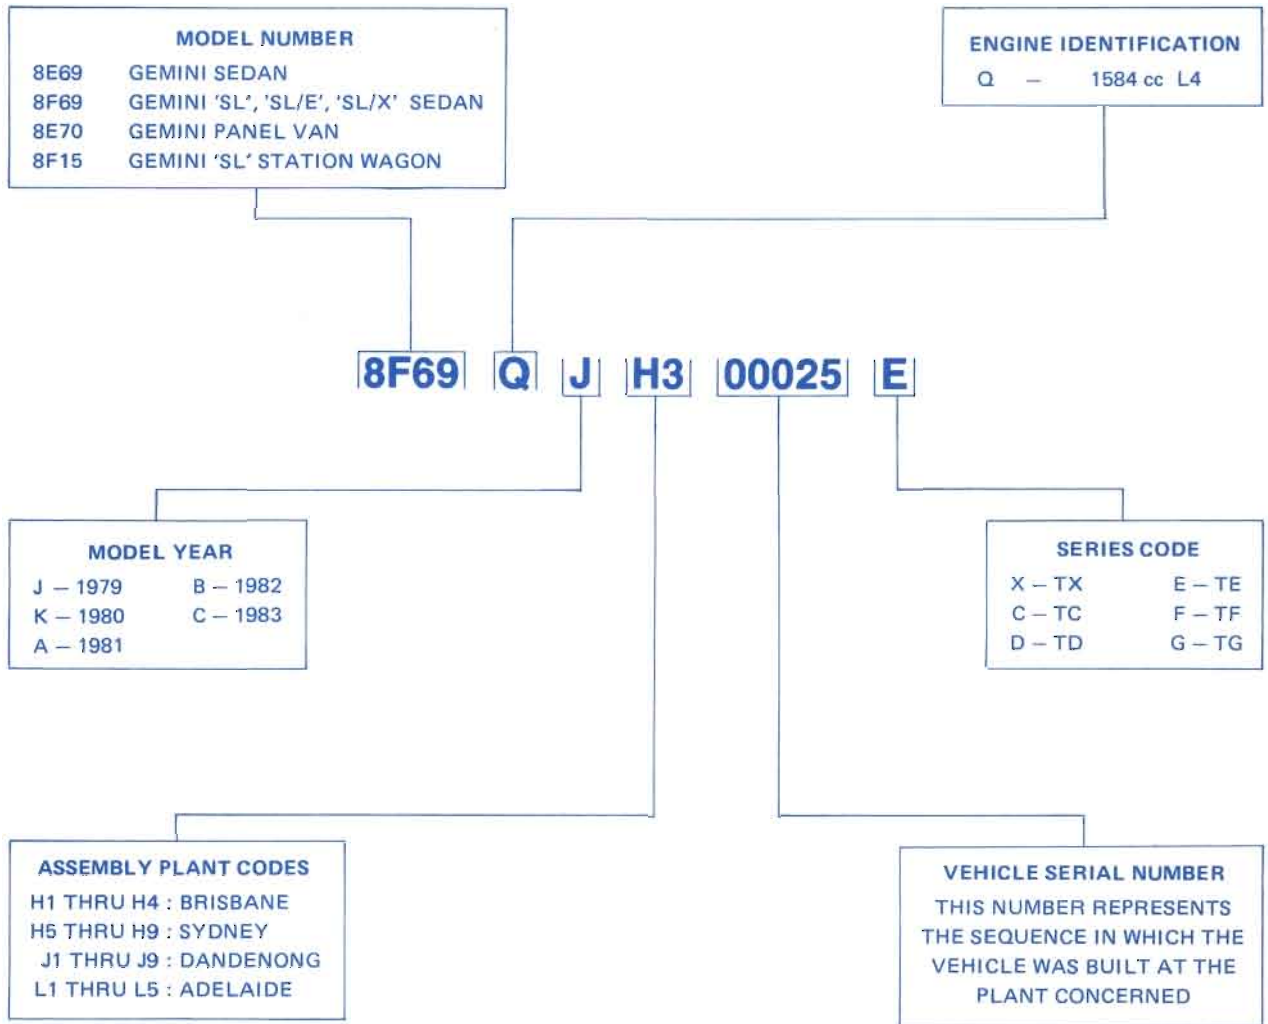 MODEL NUMBER
8E69 GEMINI SEDAN
8F69 GEMINI 'SL', 'SL/E', 'SL/X' SEDAN
8E70 GEMINI PANEL VAN
8F15 GEMINI 'SL' STATION WAGON
ENGINE IDENTIFICATION
Q – 1584 cc L4
8F69 Q J H3 00025 E
MODEL YEAR
J – 1979 B – 1982
K – 1980 C – 1983
A – 1981
SERIES CODE
X – TX E – TE
C – TC F – TF
D – TD G – TG
ASSEMBLY PLANT CODES
H1 THRU H4 : BRISBANE
H5 THRU H9 : SYDNEY
J1 THRU J9 : DANDENONG
L1 THRU L5 : ADELAIDE
VEHICLE SERIAL NUMBER
THIS NUMBER REPRESENTS
THE SEQUENCE IN WHICH THE
VEHICLE WAS BUILT AT THE
PLANT CONCERNED